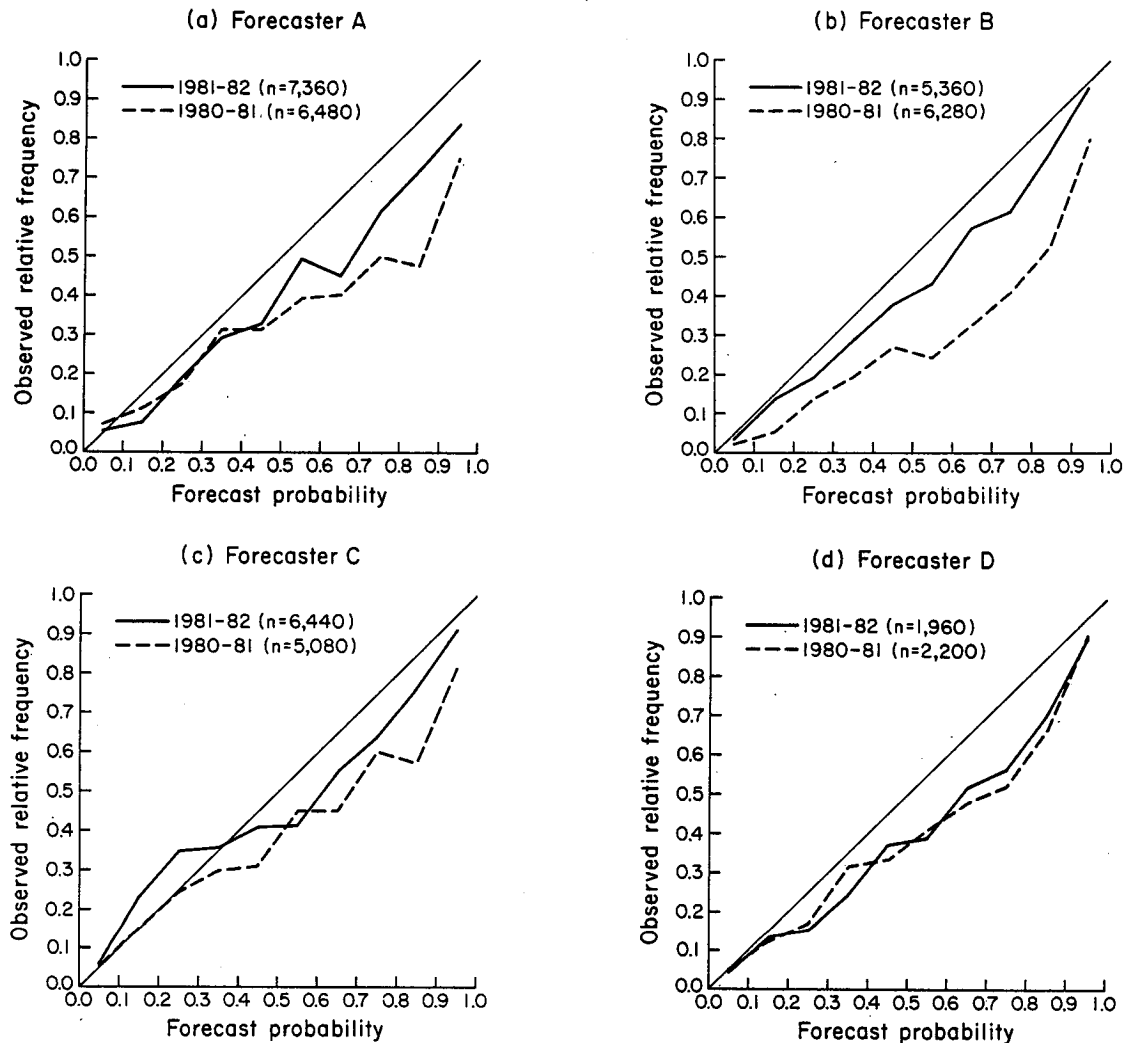 (a) Forecaster A
1.0
0.9
0.8
0.7
0.6
0.5
0.4
0.3
0.2
0.1
0.0
Observed relative frequency
1981-82 (n=7,360)
1980-81 (n=6,480)
0.0 0.1 0.2 0.3 0.4 0.5 0.6 0.7 0.8 0.9 1.0
Forecast probability
(b) Forecaster B
1.0
0.9
0.8
0.7
0.6
0.5
0.4
0.3
0.2
0.1
0.0
Observed relative frequency
1981-82 (n=5,360)
1980-81 (n=6,280)
0.0 0.1 0.2 0.3 0.4 0.5 0.6 0.7 0.8 0.9 1.0
Forecast probability
(c) Forecaster C
1.0
0.9
0.8
0.7
0.6
0.5
0.4
0.3
0.2
0.1
0.0
Observed relative frequency
1981-82 (n=6,440)
1980-81 (n=5,080)
0.0 0.1 0.2 0.3 0.4 0.5 0.6 0.7 0.8 0.9 1.0
Forecast probability
(d) Forecaster D
1.0
0.9
0.8
0.7
0.6
0.5
0.4
0.3
0.2
0.1
0.0
Observed relative frequency
1981-82 (n=1,960)
1980-81 (n=2,200)
0.0 0.1 0.2 0.3 0.4 0.5 0.6 0.7 0.8 0.9 1.0
Forecast probability